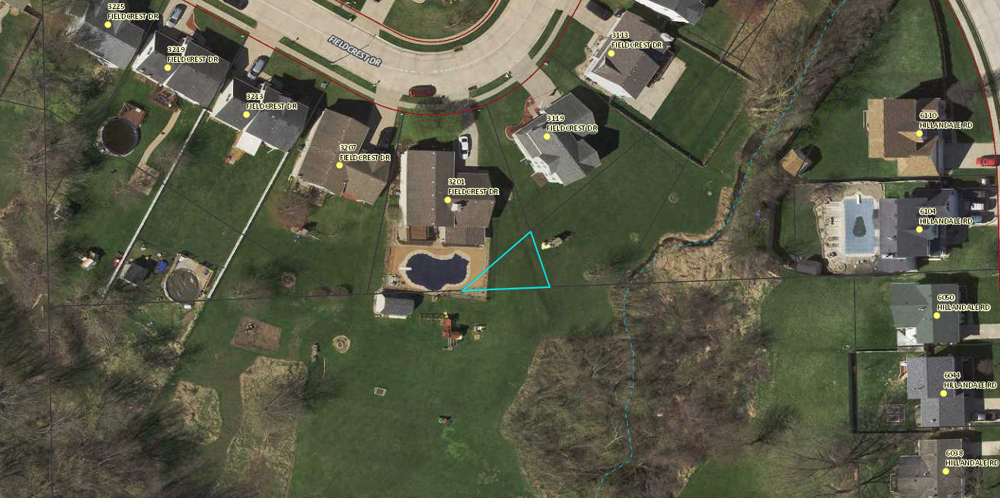 3225
FIELDCREST DR
3219
FIELDCREST DR
3213
FIELDCREST DR
3207
FIELDCREST DR
3201
FIELDCREST DR
FIELDCREST DR
3113
FIELDCREST DR
3119
FIELDCREST DR
6110
HILLANDALE RD
6104
HILLANDALE RD
6050
HILLANDALE RD
6044
HILLANDALE RD
6038
HILLANDALE RD